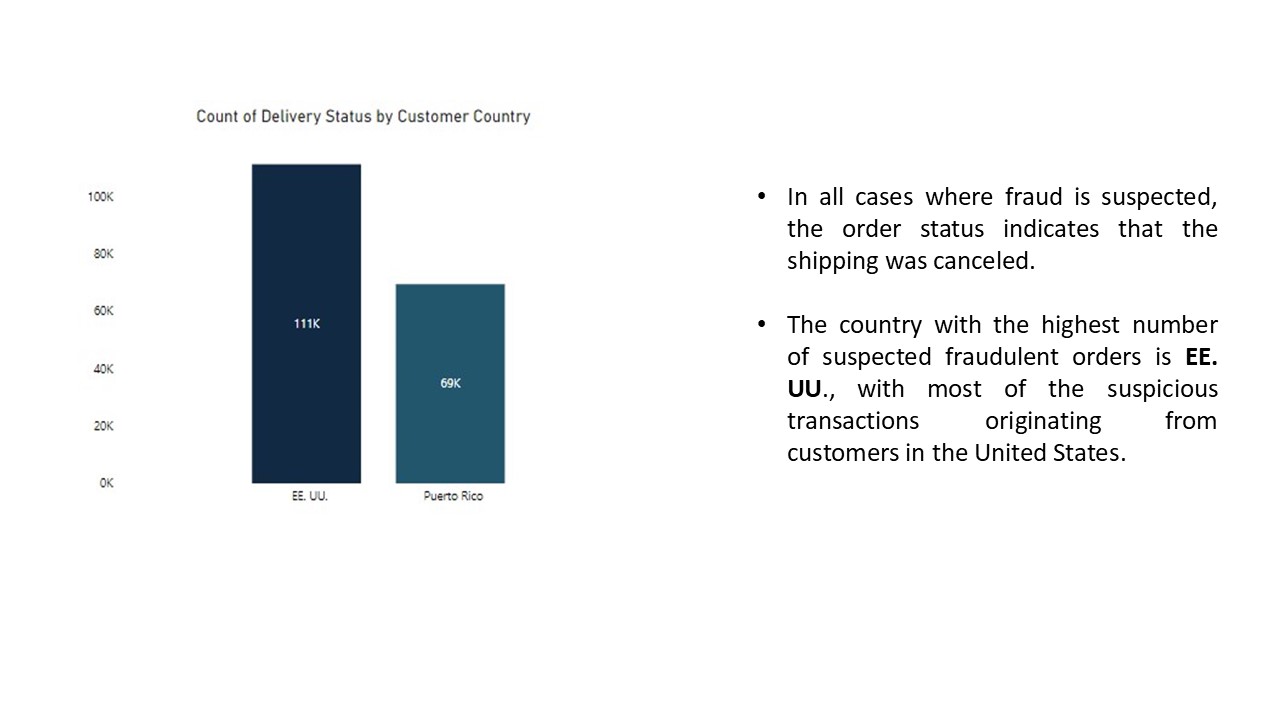 Count of Delivery Status by Customer Country
100K
80K
60K
40K
20K
0K
111K
69K
EE. UU.
Puerto Rico
• In all cases where fraud is suspected,
the order status indicates that the
shipping was canceled.
• The country with the highest number
of suspected fraudulent orders is EE.
UU., with most of the suspicious
transactions originating from
customers in the United States.